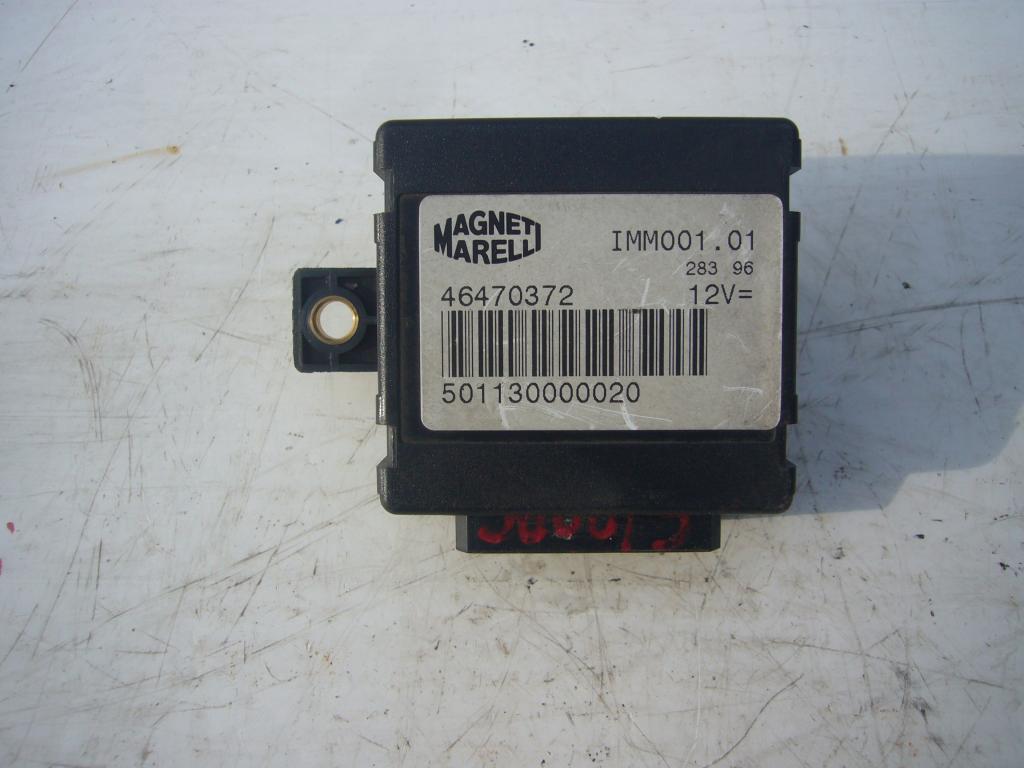 MAGNETI
MARELLI
IMM001.01
283 96
46470372
12V=
501130000020